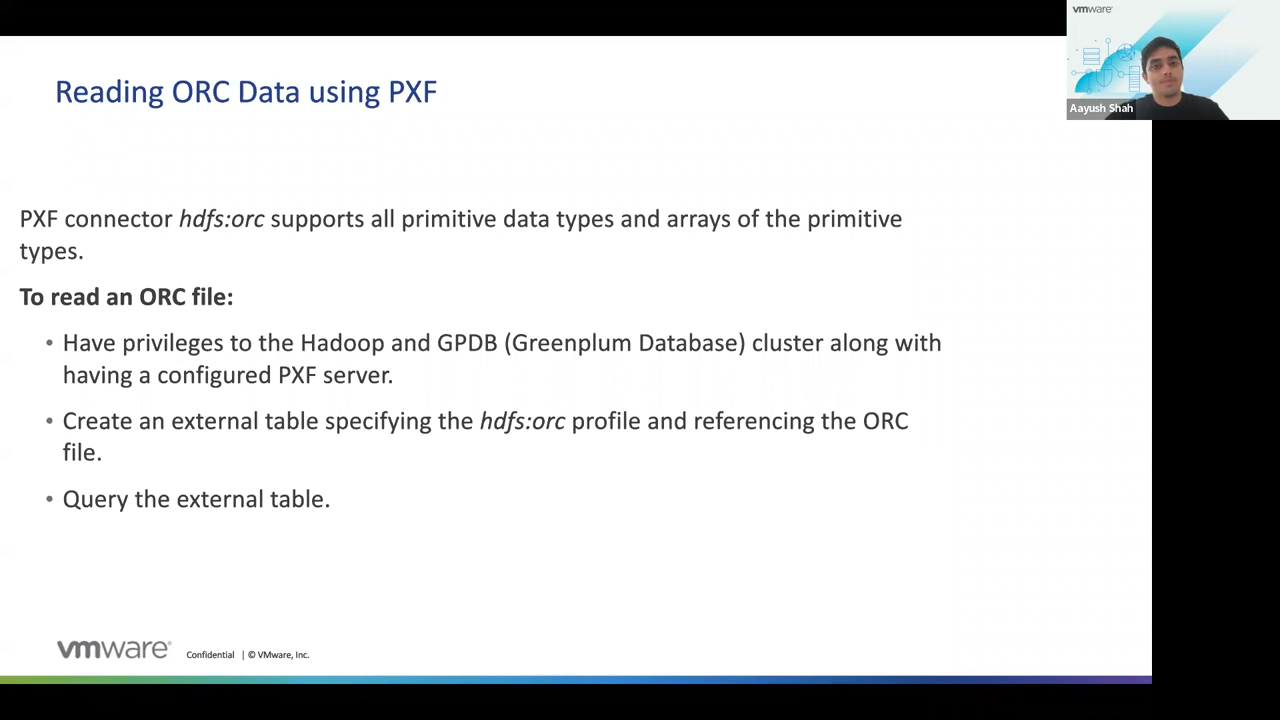 vmware
Aayush Shah
Reading ORC Data using PXF
PXF connector hdfs:orc supports all primitive data types and arrays of the primitive
types.
To read an ORC file:
• Have privileges to the Hadoop and GPDB (Greenplum Database) cluster along with
having a configured PXF server.
• Create an external table specifying the hdfs:orc profile and referencing the ORC
file.
• Query the external table.
vmware® Confidential | © VMware, Inc.